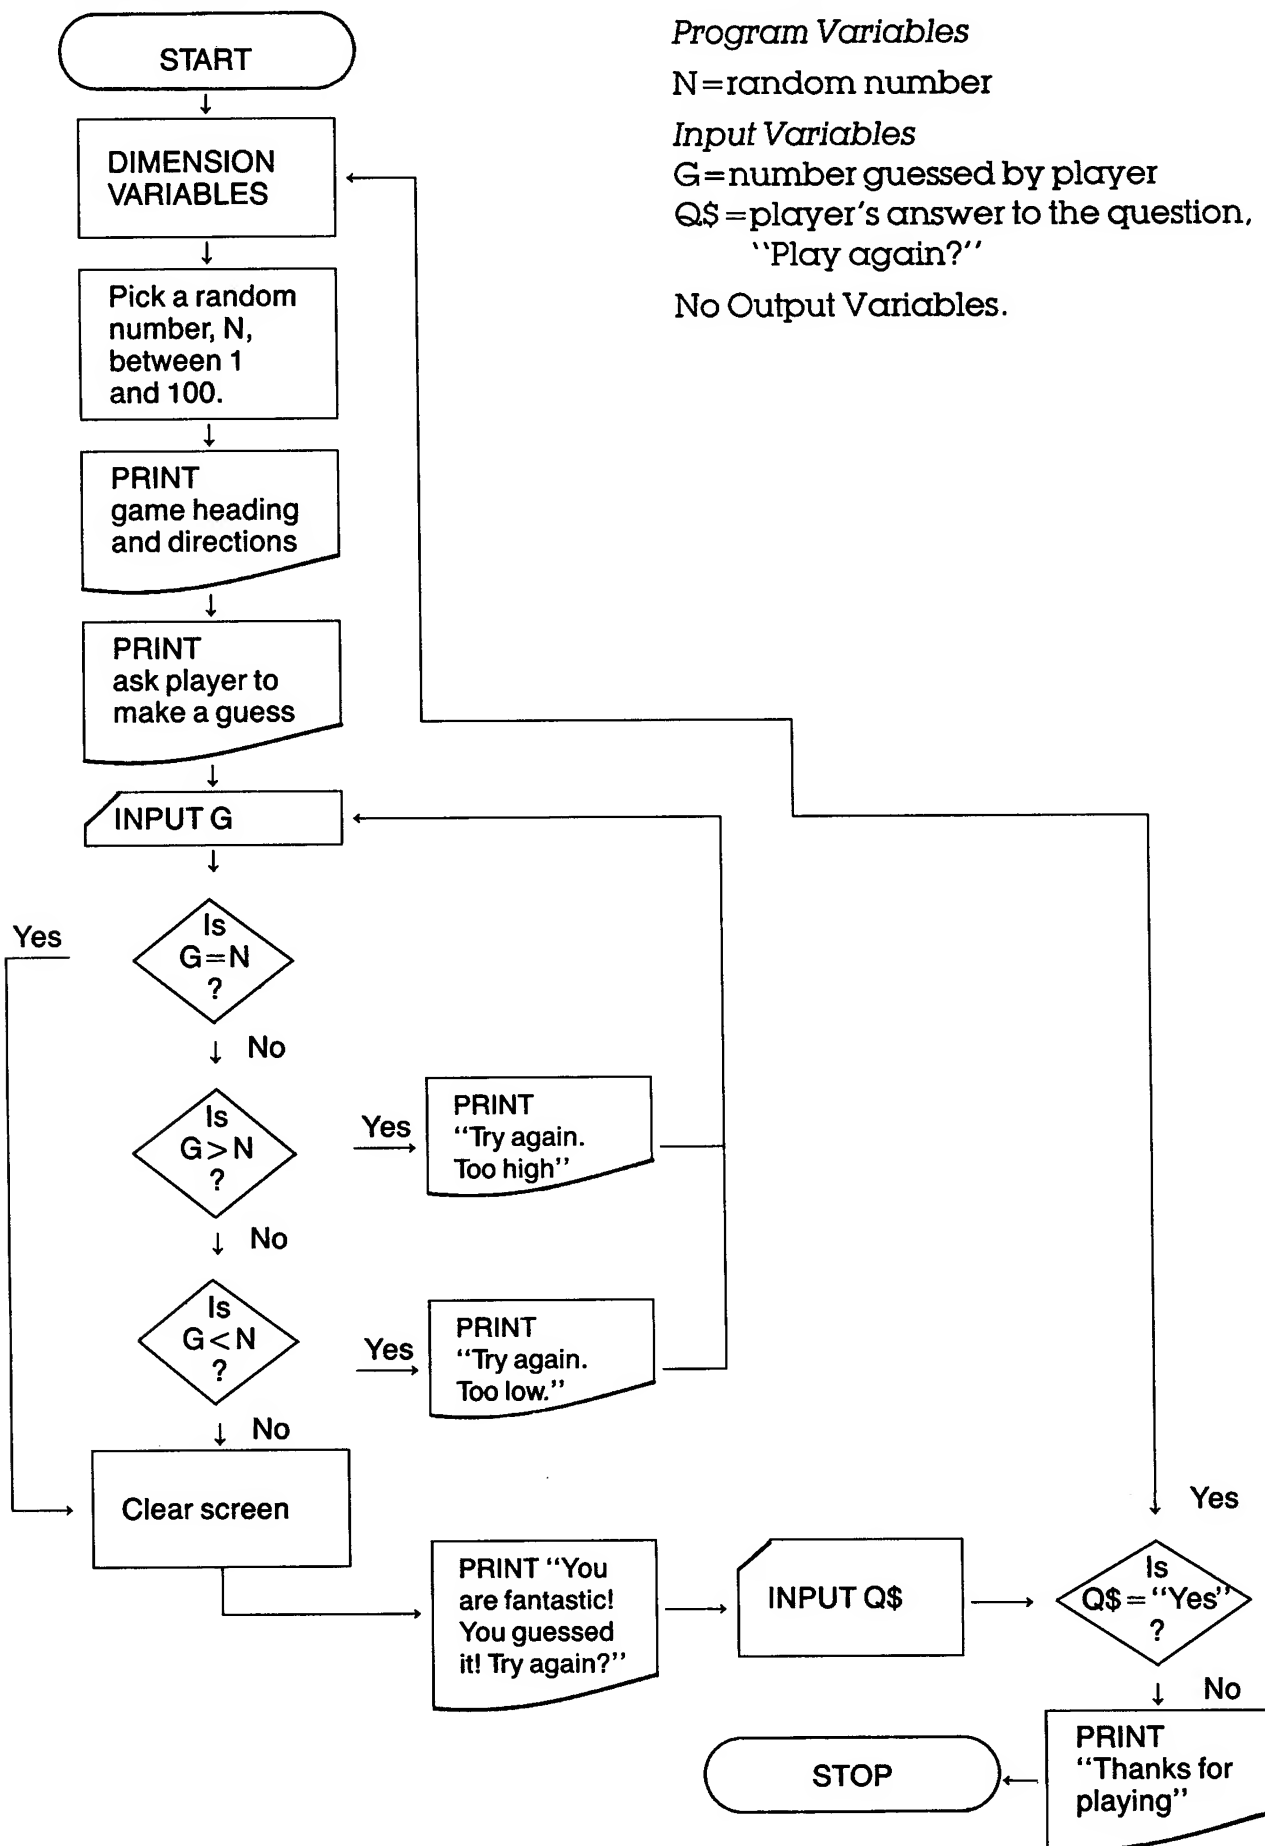 START
DIMENSION
VARIABLES
Pick a random
number, N,
between 1
and 100.
PRINT
game heading
and directions
PRINT
ask player to
make a guess
INPUT G
Is
G=N
?
Yes
No
Is
G>N
?
Yes
PRINT
“Try again.
Too high”
No
Is
G<N
?
Yes
PRINT
“Try again.
Too low.”
No
Clear screen
PRINT “You
are fantastic!
You guessed
it! Try again?”
INPUT Q$
Is
Q$=“Yes”
?
Yes
No
PRINT
“Thanks for
playing”
STOP
Program Variables
N=random number
Input Variables
G=number guessed by player
Q$=player's answer to the question,
“Play again?”
No Output Variables.